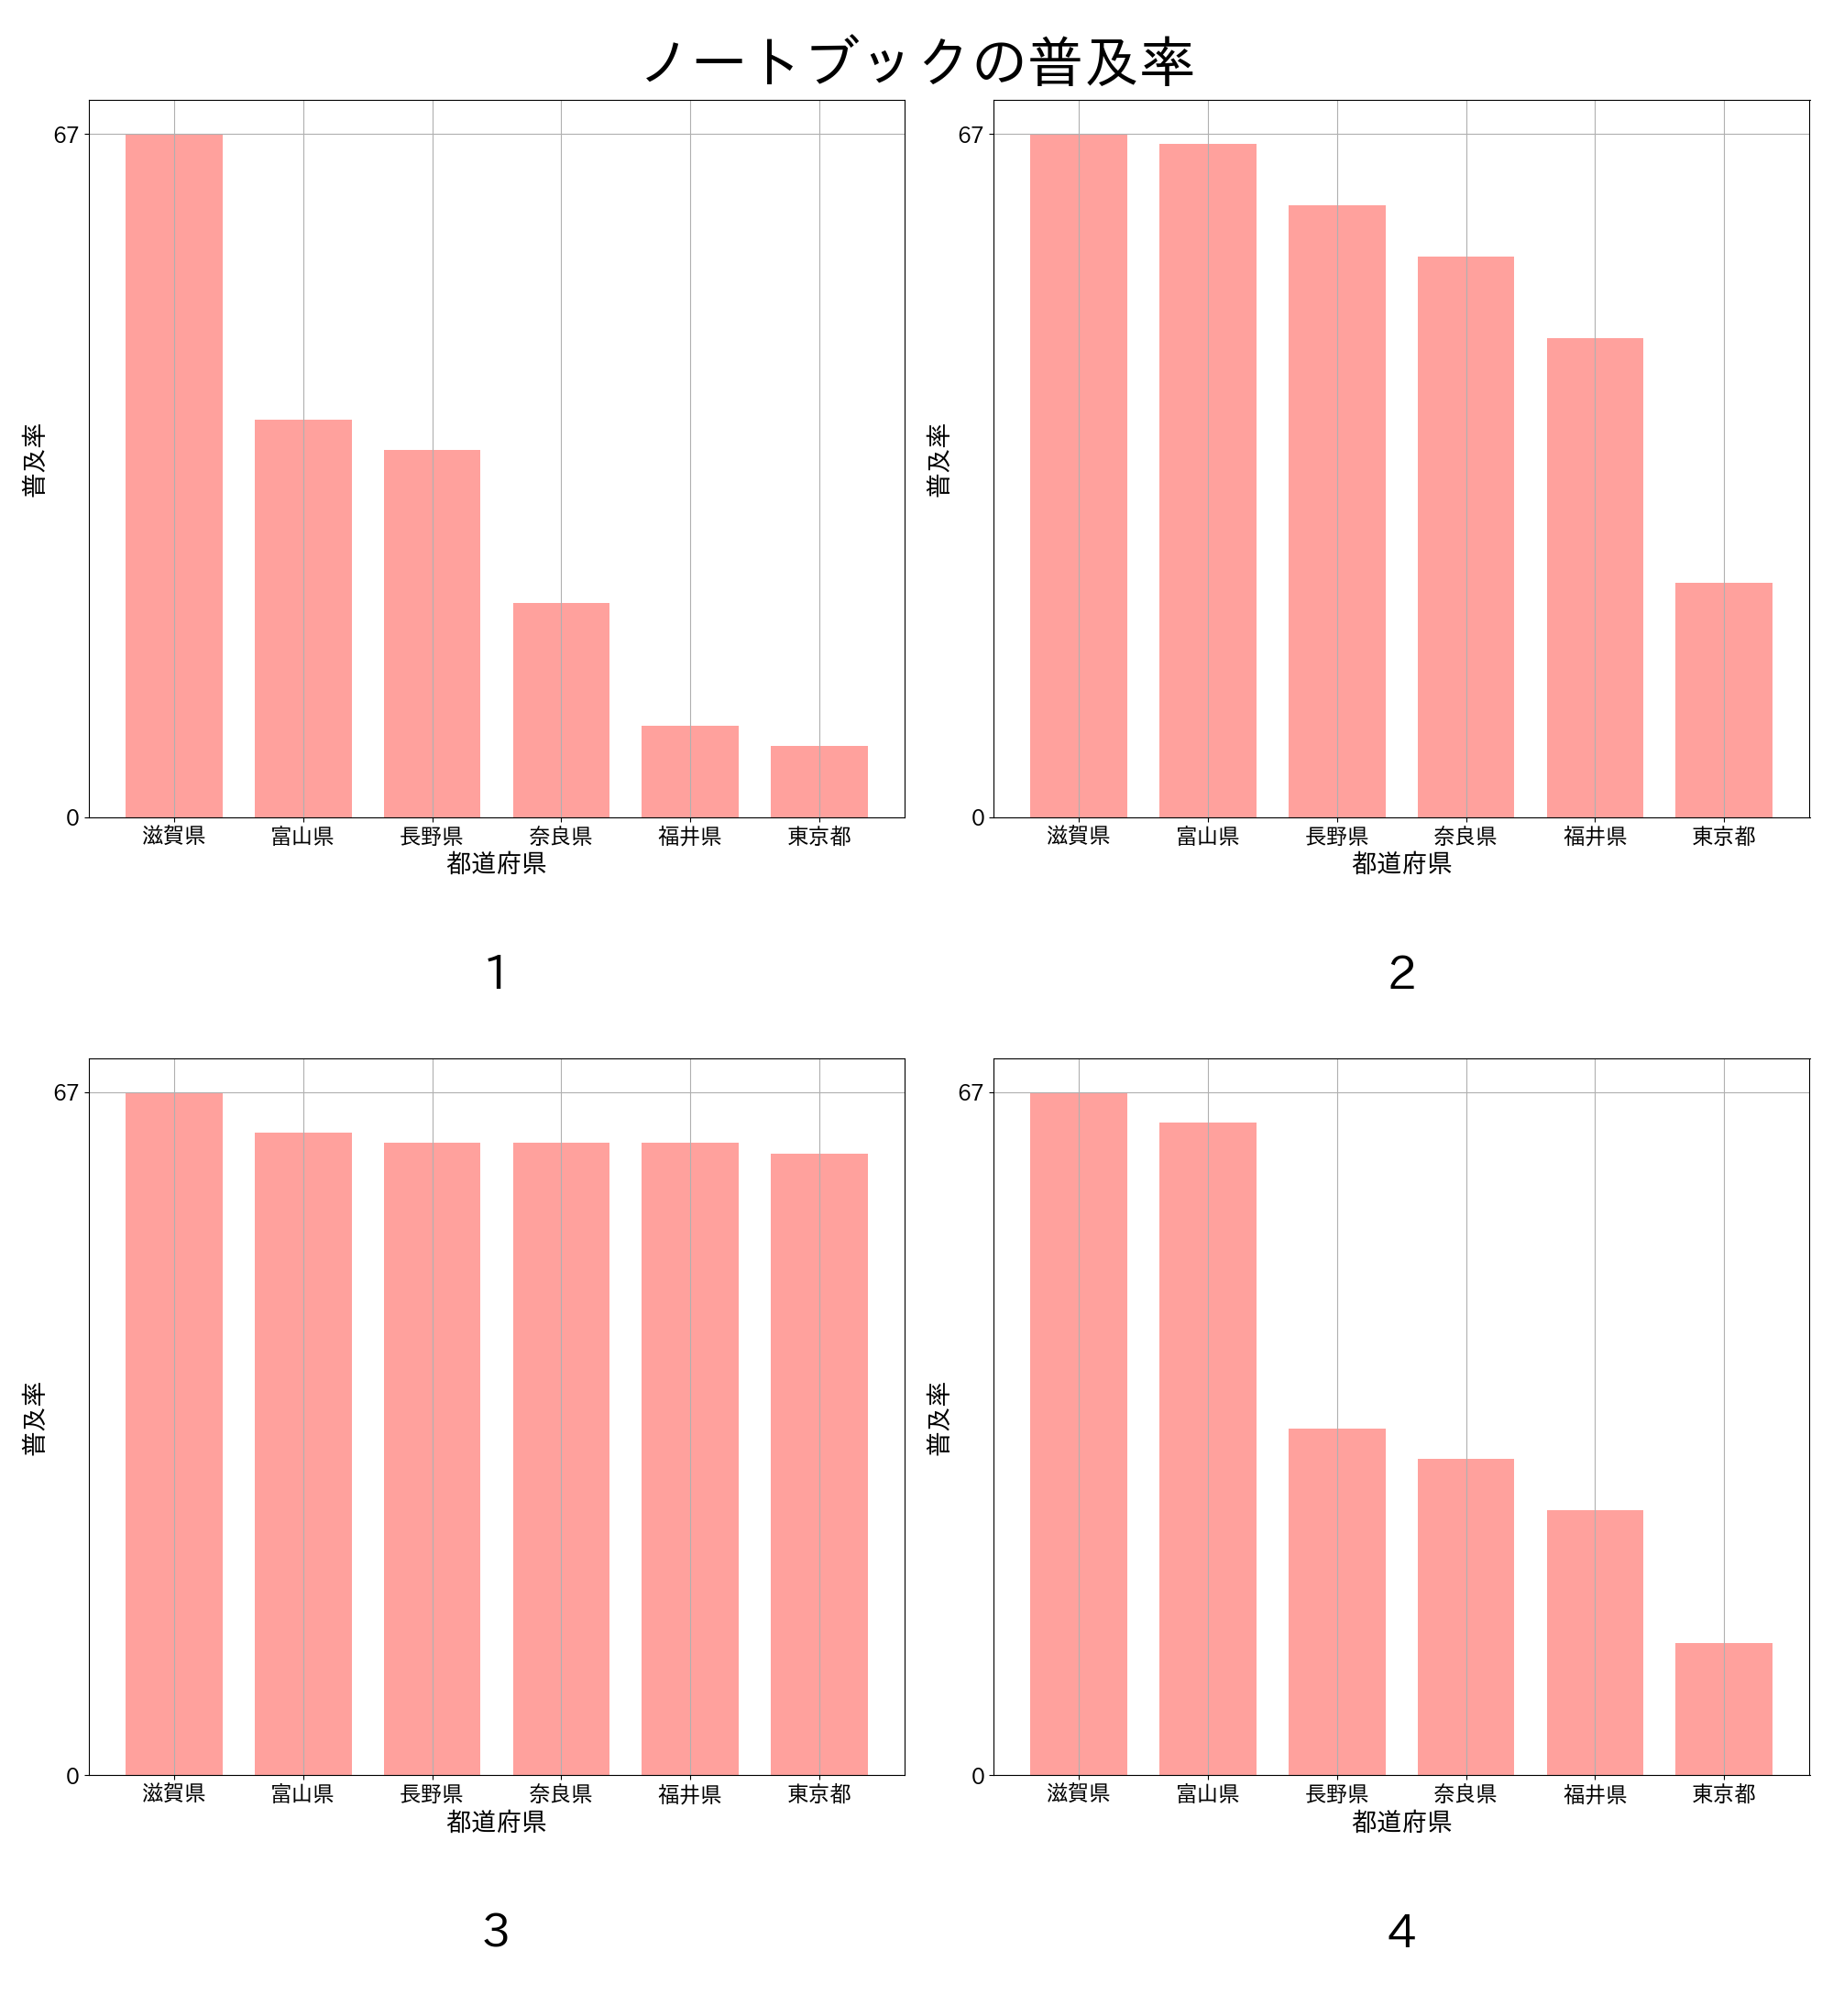 ノートブックの普及率
67
普及率
0
滋賀県 富山県 長野県 奈良県 福井県 東京都
都道府県
1
67
普及率
0
滋賀県 富山県 長野県 奈良県 福井県 東京都
都道府県
2
67
普及率
0
滋賀県 富山県 長野県 奈良県 福井県 東京都
都道府県
3
67
普及率
0
滋賀県 富山県 長野県 奈良県 福井県 東京都
都道府県
4